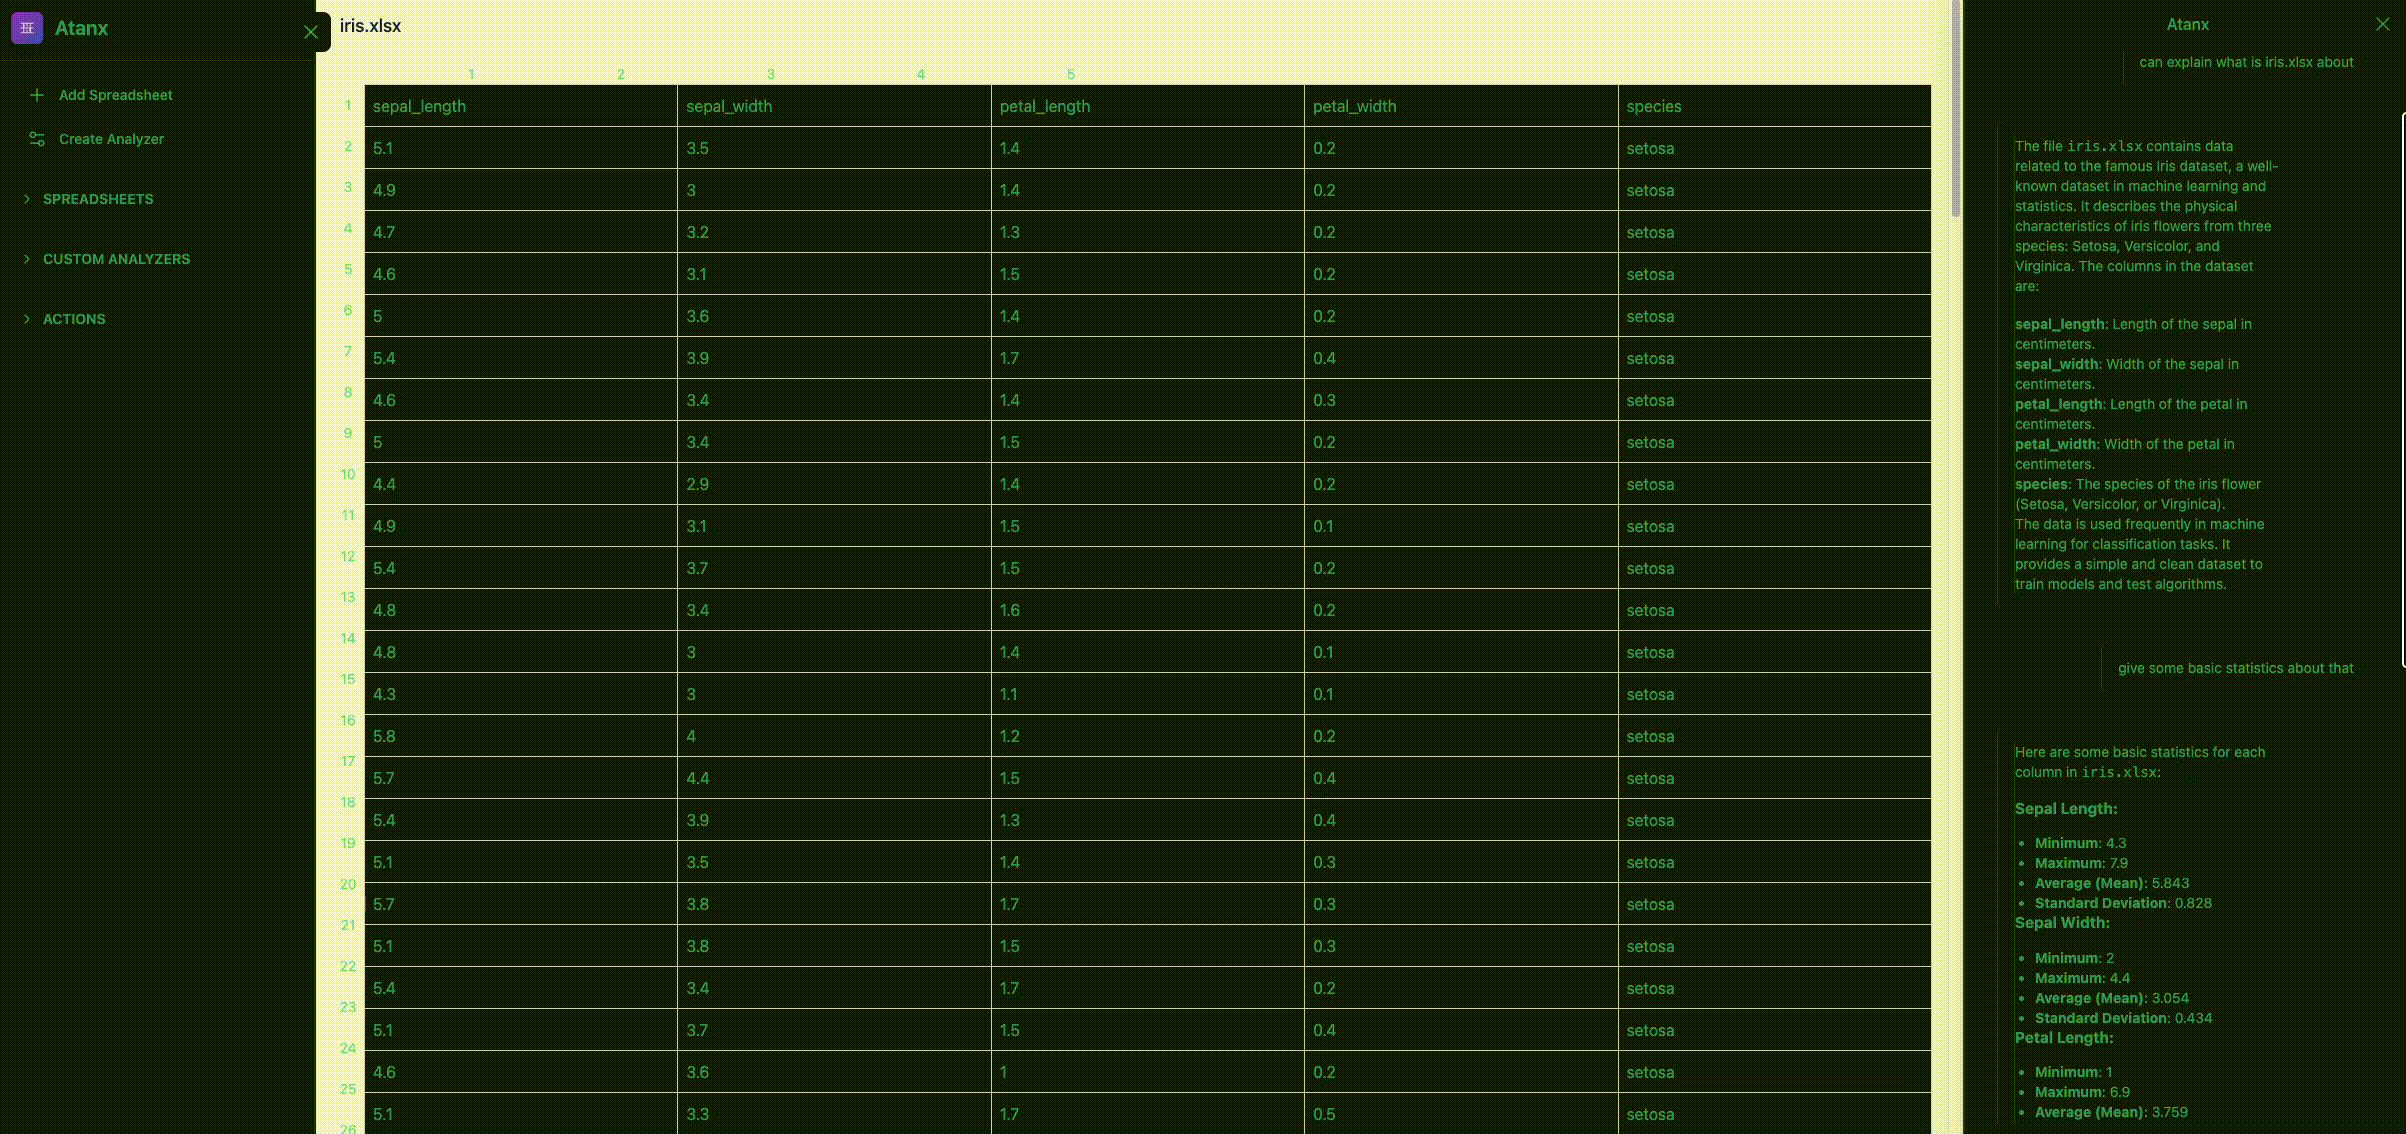 Atanx
Add Spreadsheet
Create Analyzer
SPREADSHEETS
CUSTOM ANALYZERS
ACTIONS
iris.xlsx
1 2 3 4 5
1 sepal_length sepal_width petal_length petal_width species
2 5.1 3.5 1.4 0.2 setosa
3 4.9 3 1.4 0.2 setosa
4 4.7 3.2 1.3 0.2 setosa
5 4.6 3.1 1.5 0.2 setosa
6 5 3.6 1.4 0.2 setosa
7 5.4 3.9 1.7 0.4 setosa
8 4.6 3.4 1.4 0.3 setosa
9 5 3.4 1.5 0.2 setosa
10 4.4 2.9 1.4 0.2 setosa
11 4.9 3.1 1.5 0.1 setosa
12 5.4 3.7 1.5 0.2 setosa
13 4.8 3.4 1.6 0.2 setosa
14 4.8 3 1.4 0.1 setosa
15 4.3 3 1.1 0.1 setosa
16 5.8 4 1.2 0.2 setosa
17 5.7 4.4 1.5 0.4 setosa
18 5.4 3.9 1.3 0.4 setosa
19 5.1 3.5 1.4 0.3 setosa
20 5.7 3.8 1.7 0.3 setosa
21 5.1 3.8 1.5 0.3 setosa
22 5.4 3.4 1.7 0.2 setosa
23 5.1 3.7 1.5 0.4 setosa
24 4.6 3.6 1 0.2 setosa
25 5.1 3.3 1.7 0.5 setosa
26
Atanx
can explain what is iris.xlsx about
The file iris.xlsx contains data
related to the famous Iris dataset, a well-
known dataset in machine learning and
statistics. It describes the physical
characteristics of iris flowers from three
species: Setosa, Versicolor, and
Virginica. The columns in the dataset
are:
sepal_length: Length of the sepal in
centimeters.
sepal_width: Width of the sepal in
centimeters.
petal_length: Length of the petal in
centimeters.
petal_width: Width of the petal in
centimeters.
species: The species of the iris flower
(Setosa, Versicolor, or Virginica).
The data is used frequently in machine
learning for classification tasks. It
provides a simple and clean dataset to
train models and test algorithms.
give some basic statistics about that
Here are some basic statistics for each
column in iris.xlsx:
Sepal Length:
• Minimum: 4.3
• Maximum: 7.9
• Average (Mean): 5.843
• Standard Deviation: 0.828
Sepal Width:
• Minimum: 2
• Maximum: 4.4
• Average (Mean): 3.054
• Standard Deviation: 0.434
Petal Length:
• Minimum: 1
• Maximum: 6.9
• Average (Mean): 3.759